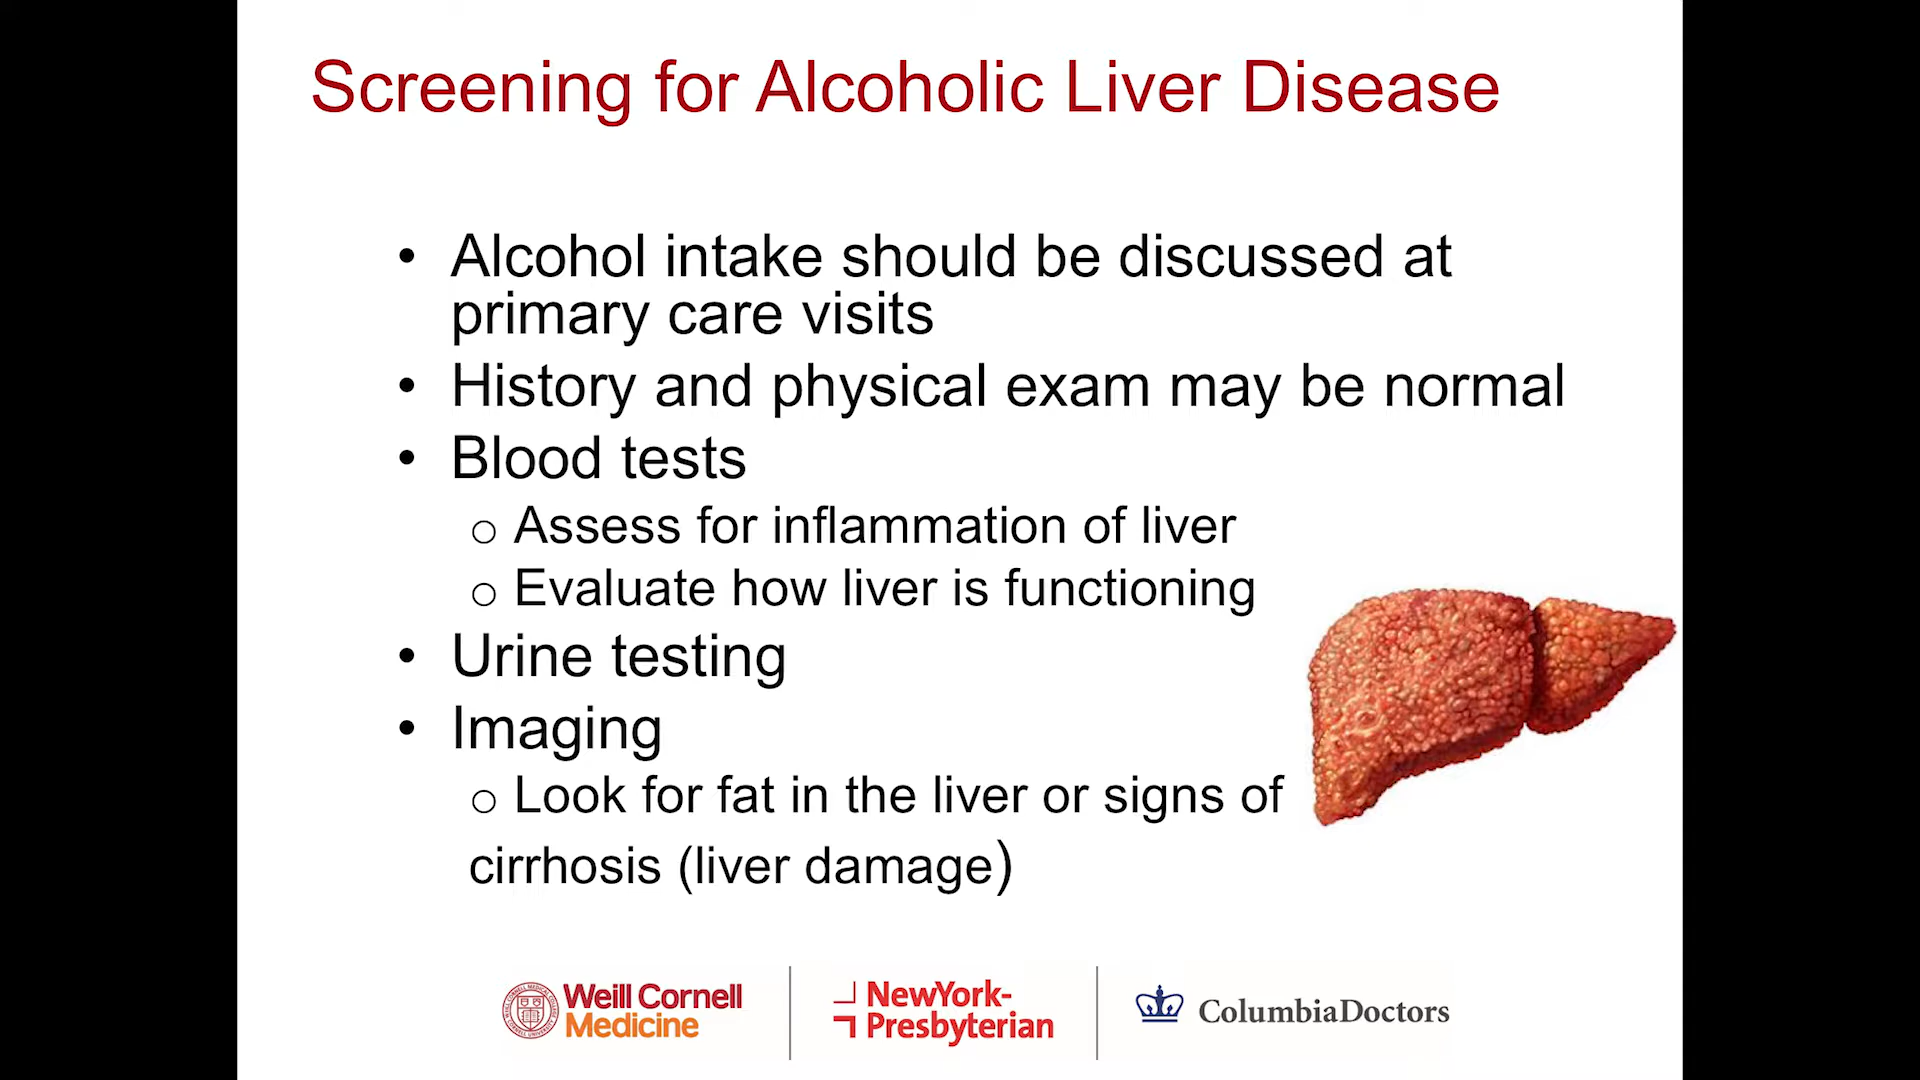 Screening for Alcoholic Liver Disease
• Alcohol intake should be discussed at
primary care visits
• History and physical exam may be normal
• Blood tests
o Assess for inflammation of liver
o Evaluate how liver is functioning
• Urine testing
• Imaging
o Look for fat in the liver or signs of
cirrhosis (liver damage)
Weill Cornell
Medicine
NewYork-
Presbyterian
ColumbiaDoctors